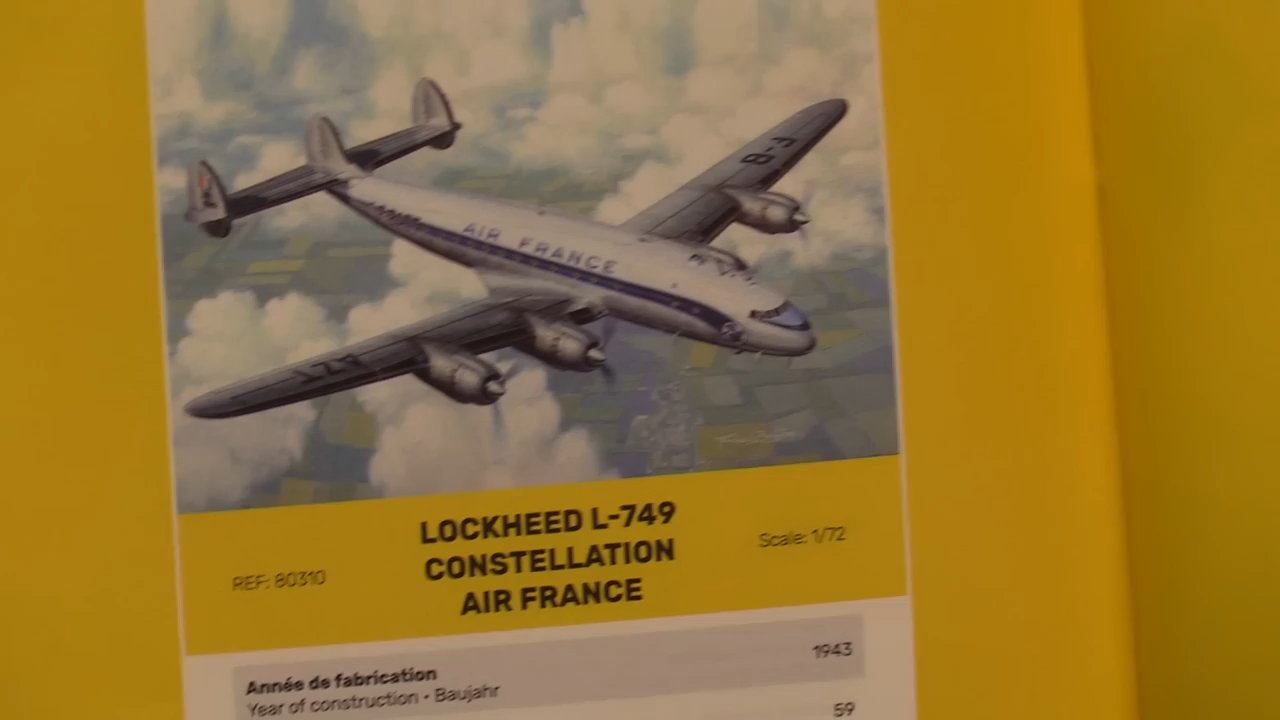 F-B
AIR FRANCE
AZT
LOCKHEED L-749
CONSTELLATION
AIR FRANCE
REF: 80310
Scale: 1/72
Année de fabrication
1943
Year of construction • Baujahr
59